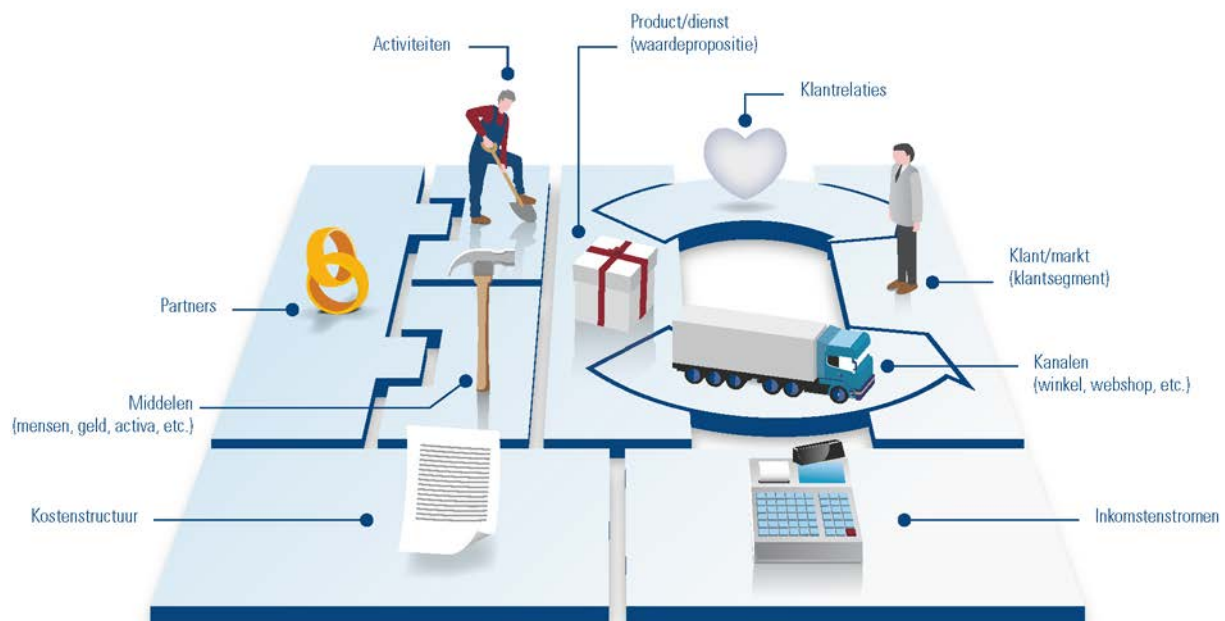 Product/dienst
(waardepropositie)
Activiteiten
Klantrelaties
Klant/markt
(klantsegment)
Partners
Kanalen
(winkel, webshop, etc.)
Middelen
(mensen, geld, activa, etc.)
Kostenstructuur
Inkomstenstromen